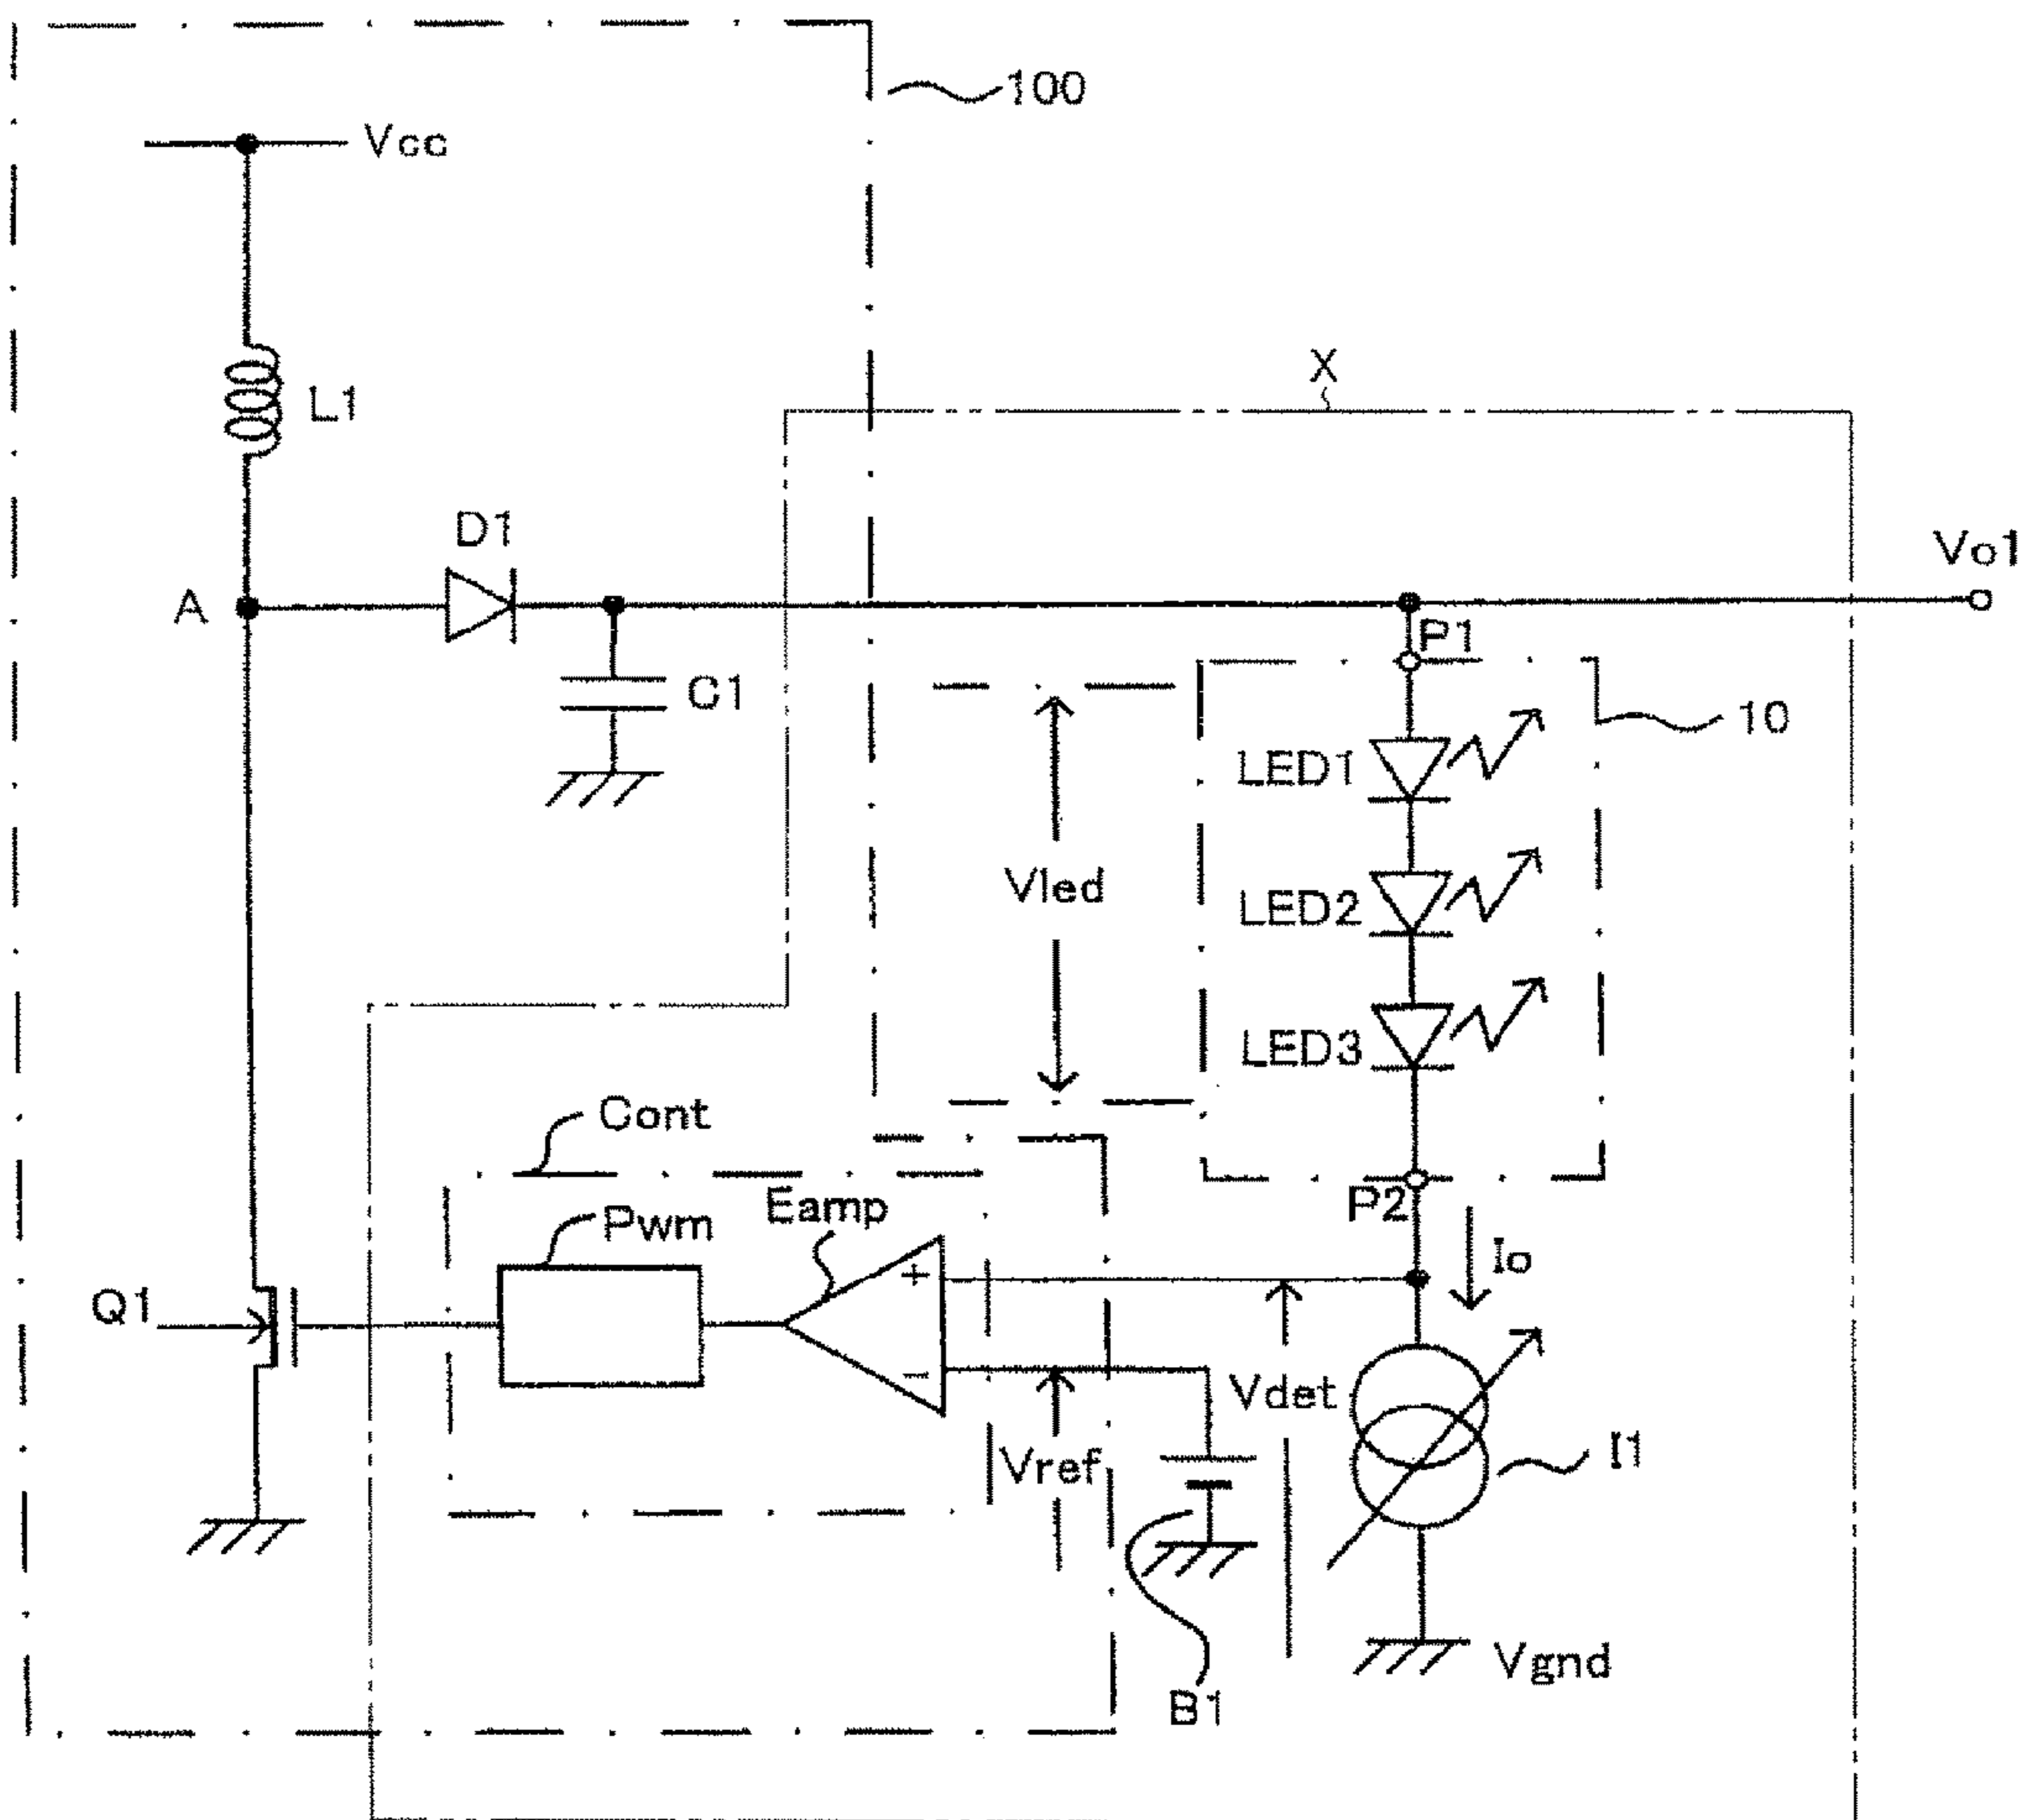 100
Vcc
X
L1
D1
Vo1
A
P1
C1
10
LED1
Vled
LED2
LED3
Cont
Eamp
Pwm
P2
Io
+
Q1
−
Vdet
Vref
I1
Vgnd
B1